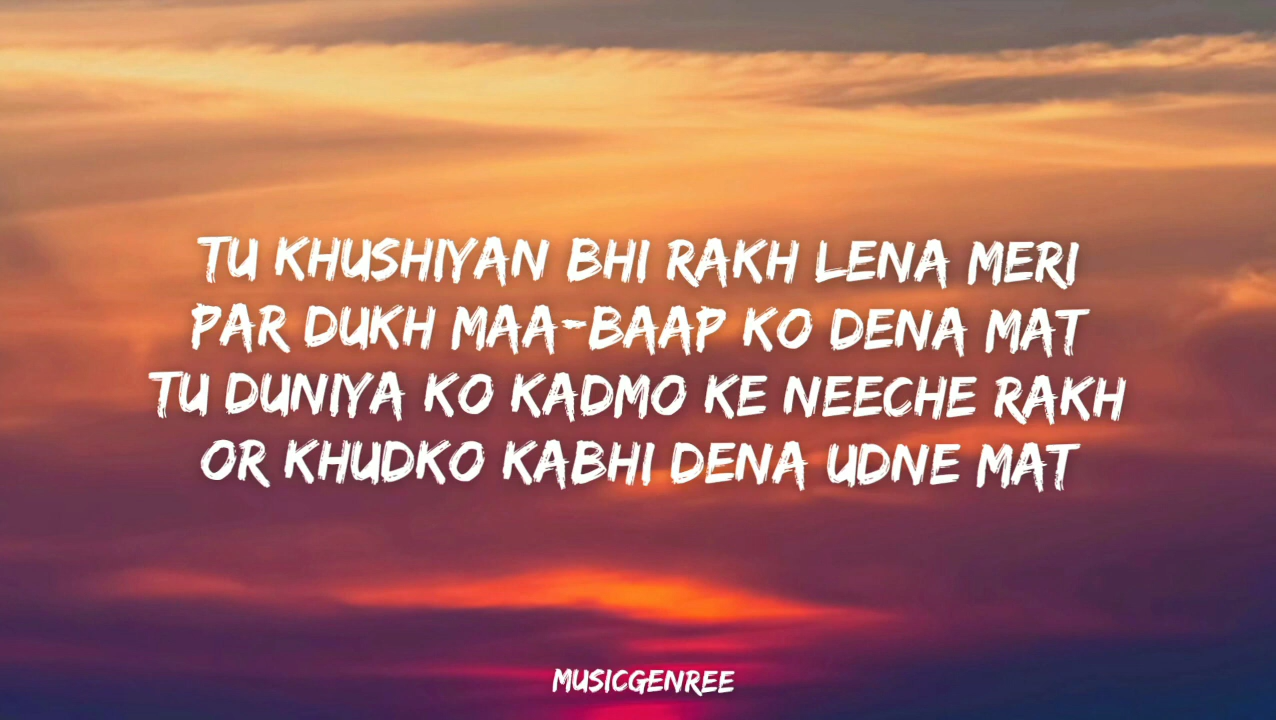 TU KHUSHIYAN BHI RAKH LENA MERI
PAR DUKH MAA-BAAP KO DENA MAT
TU DUNIYA KO KADMO KE NEECHE RAKH
OR KHUDKO KABHI DENA UDNE MAT
MUSICGENREE